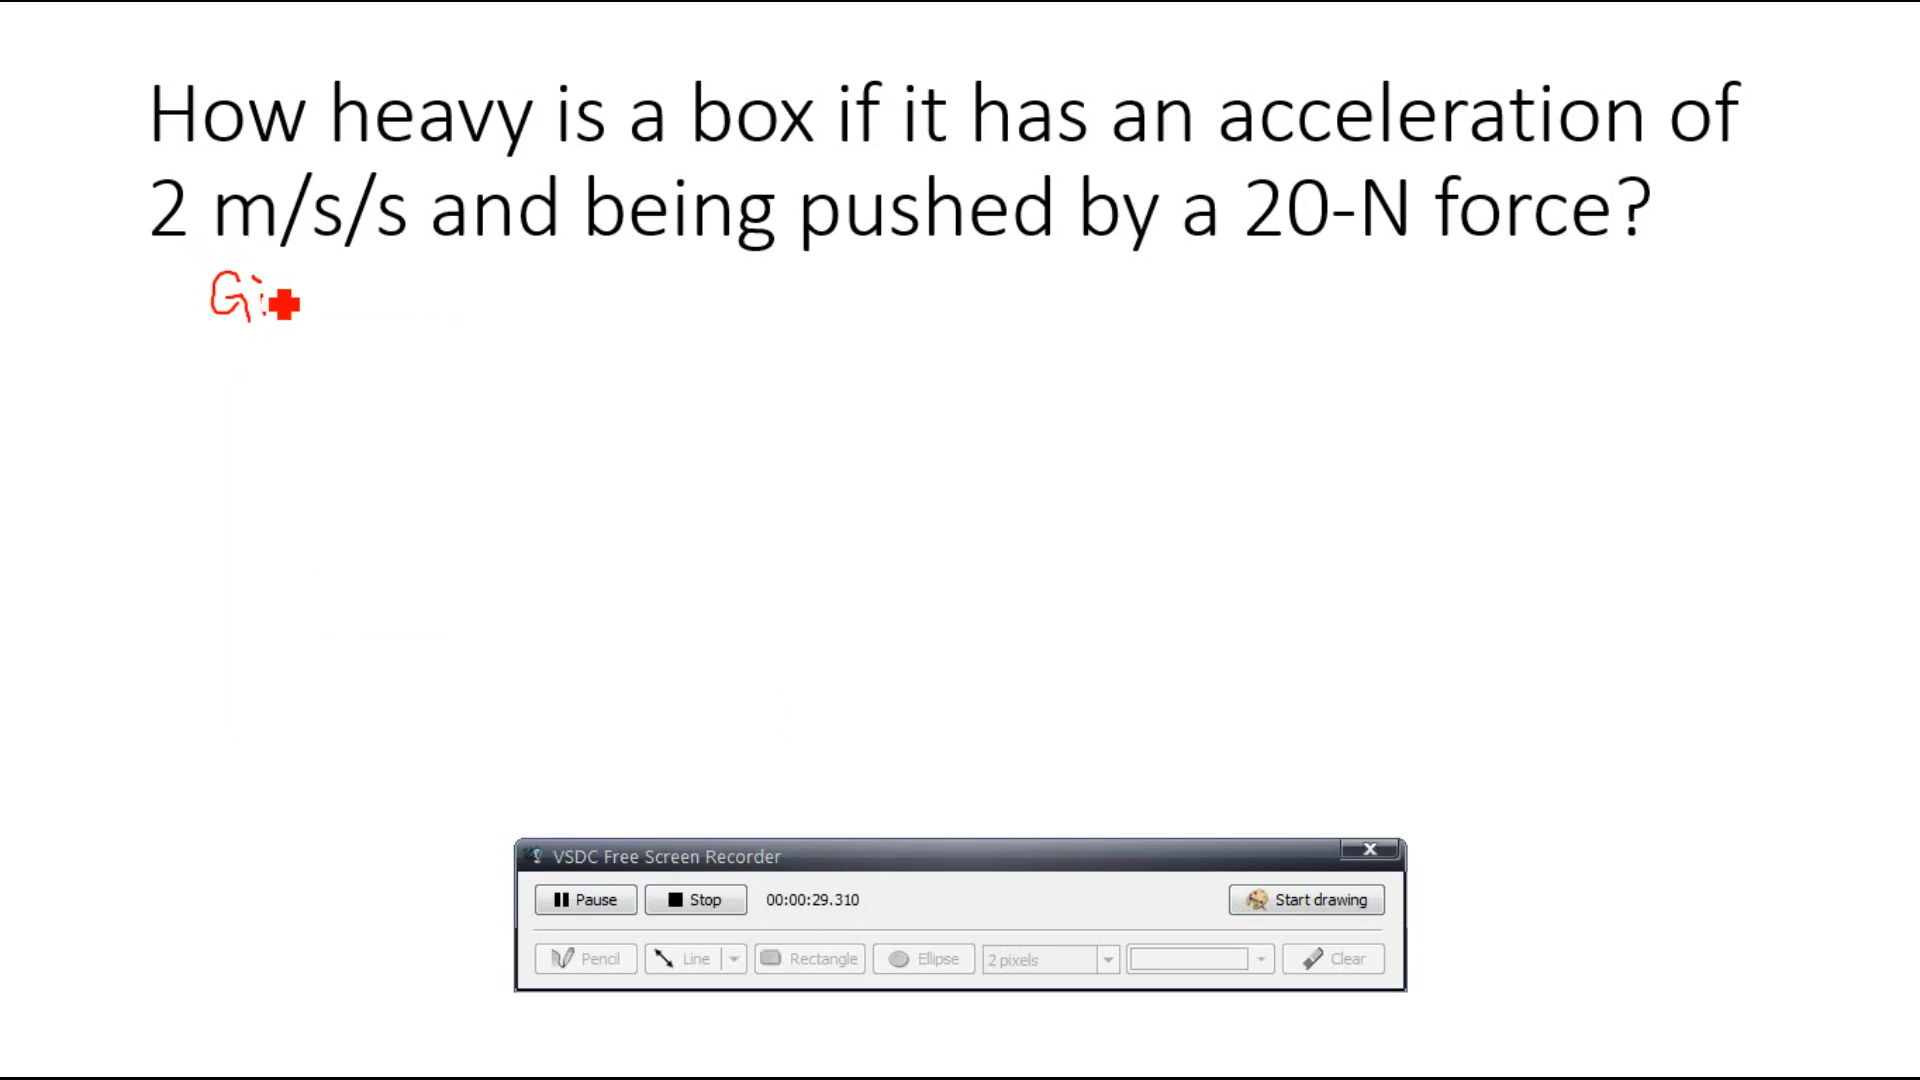 How heavy is a box if it has an acceleration of
2 m/s/s and being pushed by a 20-N force?
Gi
VSDC Free Screen Recorder
X
Pause Stop 00:00:29.310 Start drawing
Pencil Line Rectangle Ellipse 2 pixels Clear